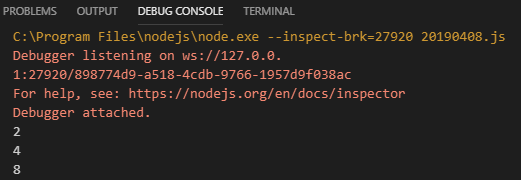 PROBLEMS OUTPUT DEBUG CONSOLE TERMINAL
C:\Program Files\nodejs\node.exe --inspect-brk=27920 20190408.js
Debugger listening on ws://127.0.0.
1:27920/898774d9-a518-4cdb-9766-1957d9f038ac
For help, see: https://nodejs.org/en/docs/inspector
Debugger attached.
2
4
8